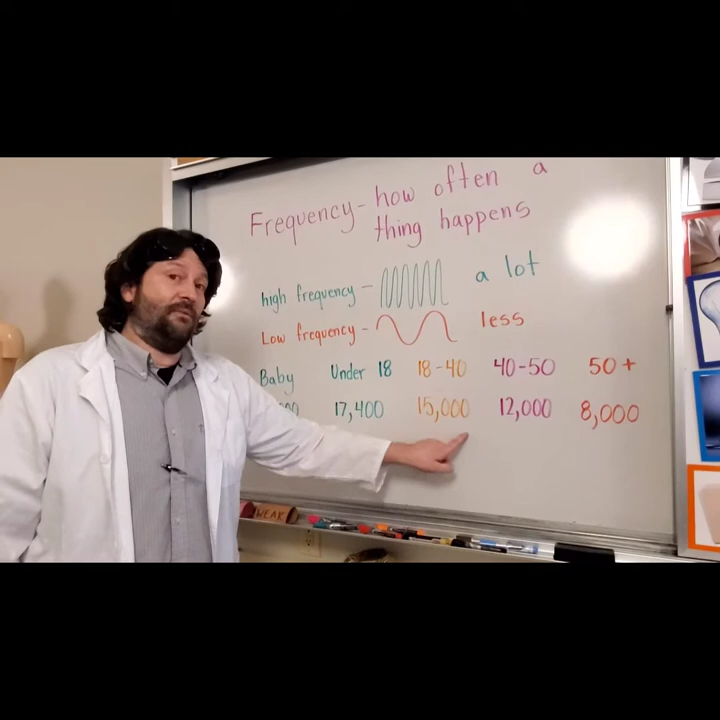 Frequency - how often a
thing happens
high frequency - a lot
Low frequency - less
Baby Under 18 18-40 40-50 50+
17,400 15,000 12,000 8,000
WEAK